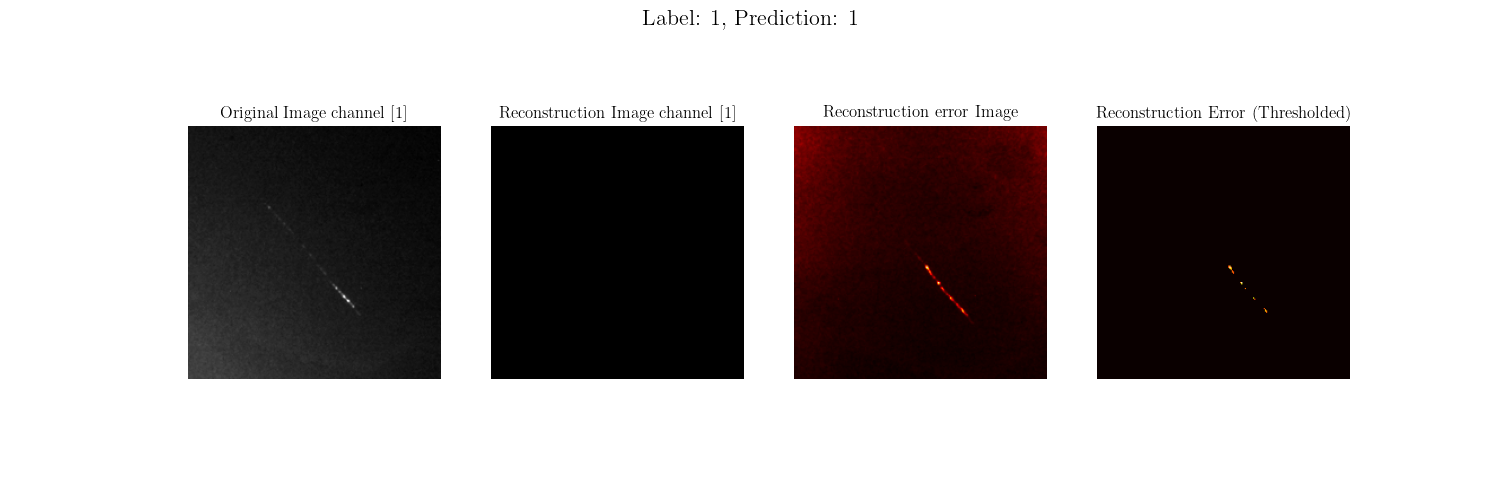 Label: 1, Prediction: 1
Original Image channel [1]
Reconstruction Image channel [1]
Reconstruction error Image
Reconstruction Error (Thresholded)